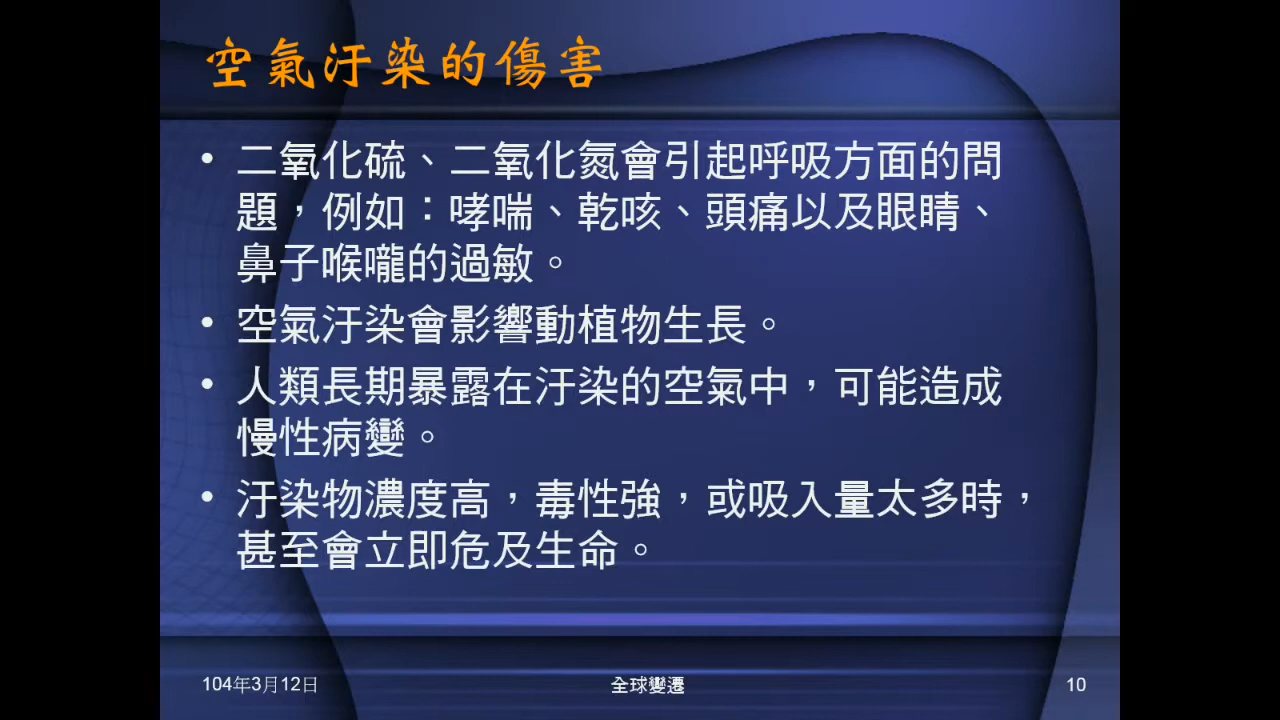 空氣汙染的傷害
• 二氧化硫、二氧化氮會引起呼吸方面的問
題，例如：哮喘、乾咳、頭痛以及眼睛、
鼻子喉嚨的過敏。
• 空氣汙染會影響動植物生長。
• 人類長期暴露在汙染的空氣中，可能造成
慢性病變。
• 汙染物濃度高，毒性強，或吸入量太多時，
甚至會立即危及生命。
104年3月12日
全球變遷
10